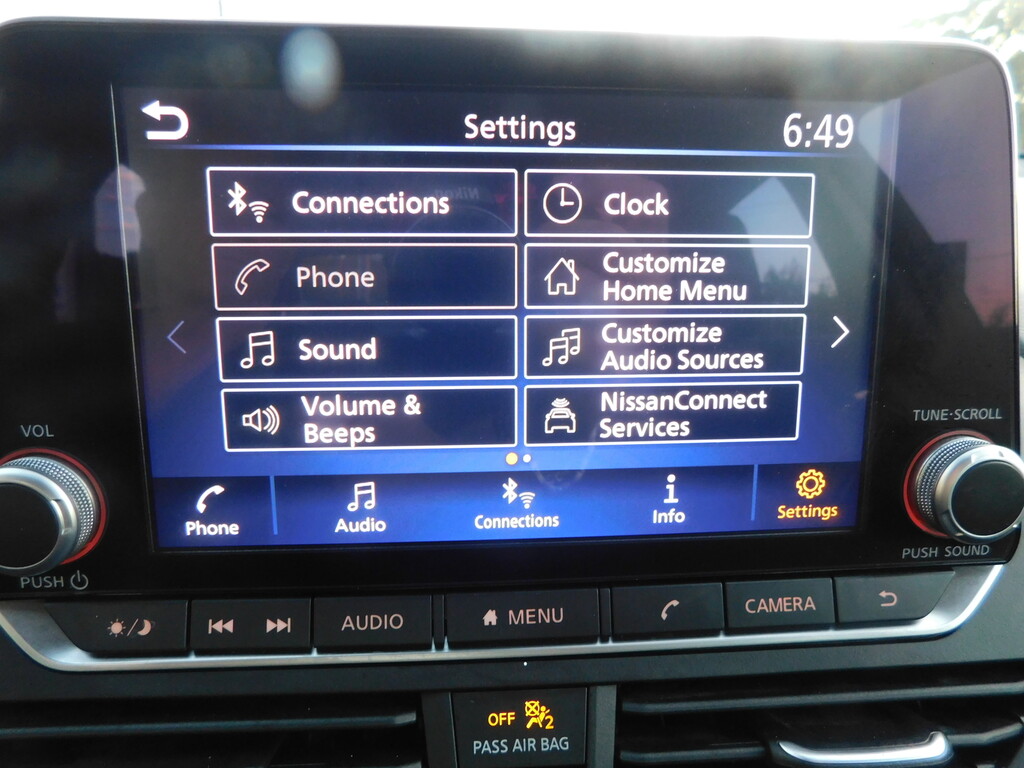 Settings
6:49
Connections
Clock
Phone
Customize
Home Menu
Sound
Customize
Audio Sources
Volume &
Beeps
NissanConnect
Services
Phone
Audio
Connections
Info
Settings
VOL
PUSH
TUNE·SCROLL
PUSH SOUND
AUDIO
MENU
CAMERA
OFF
2
PASS AIR BAG